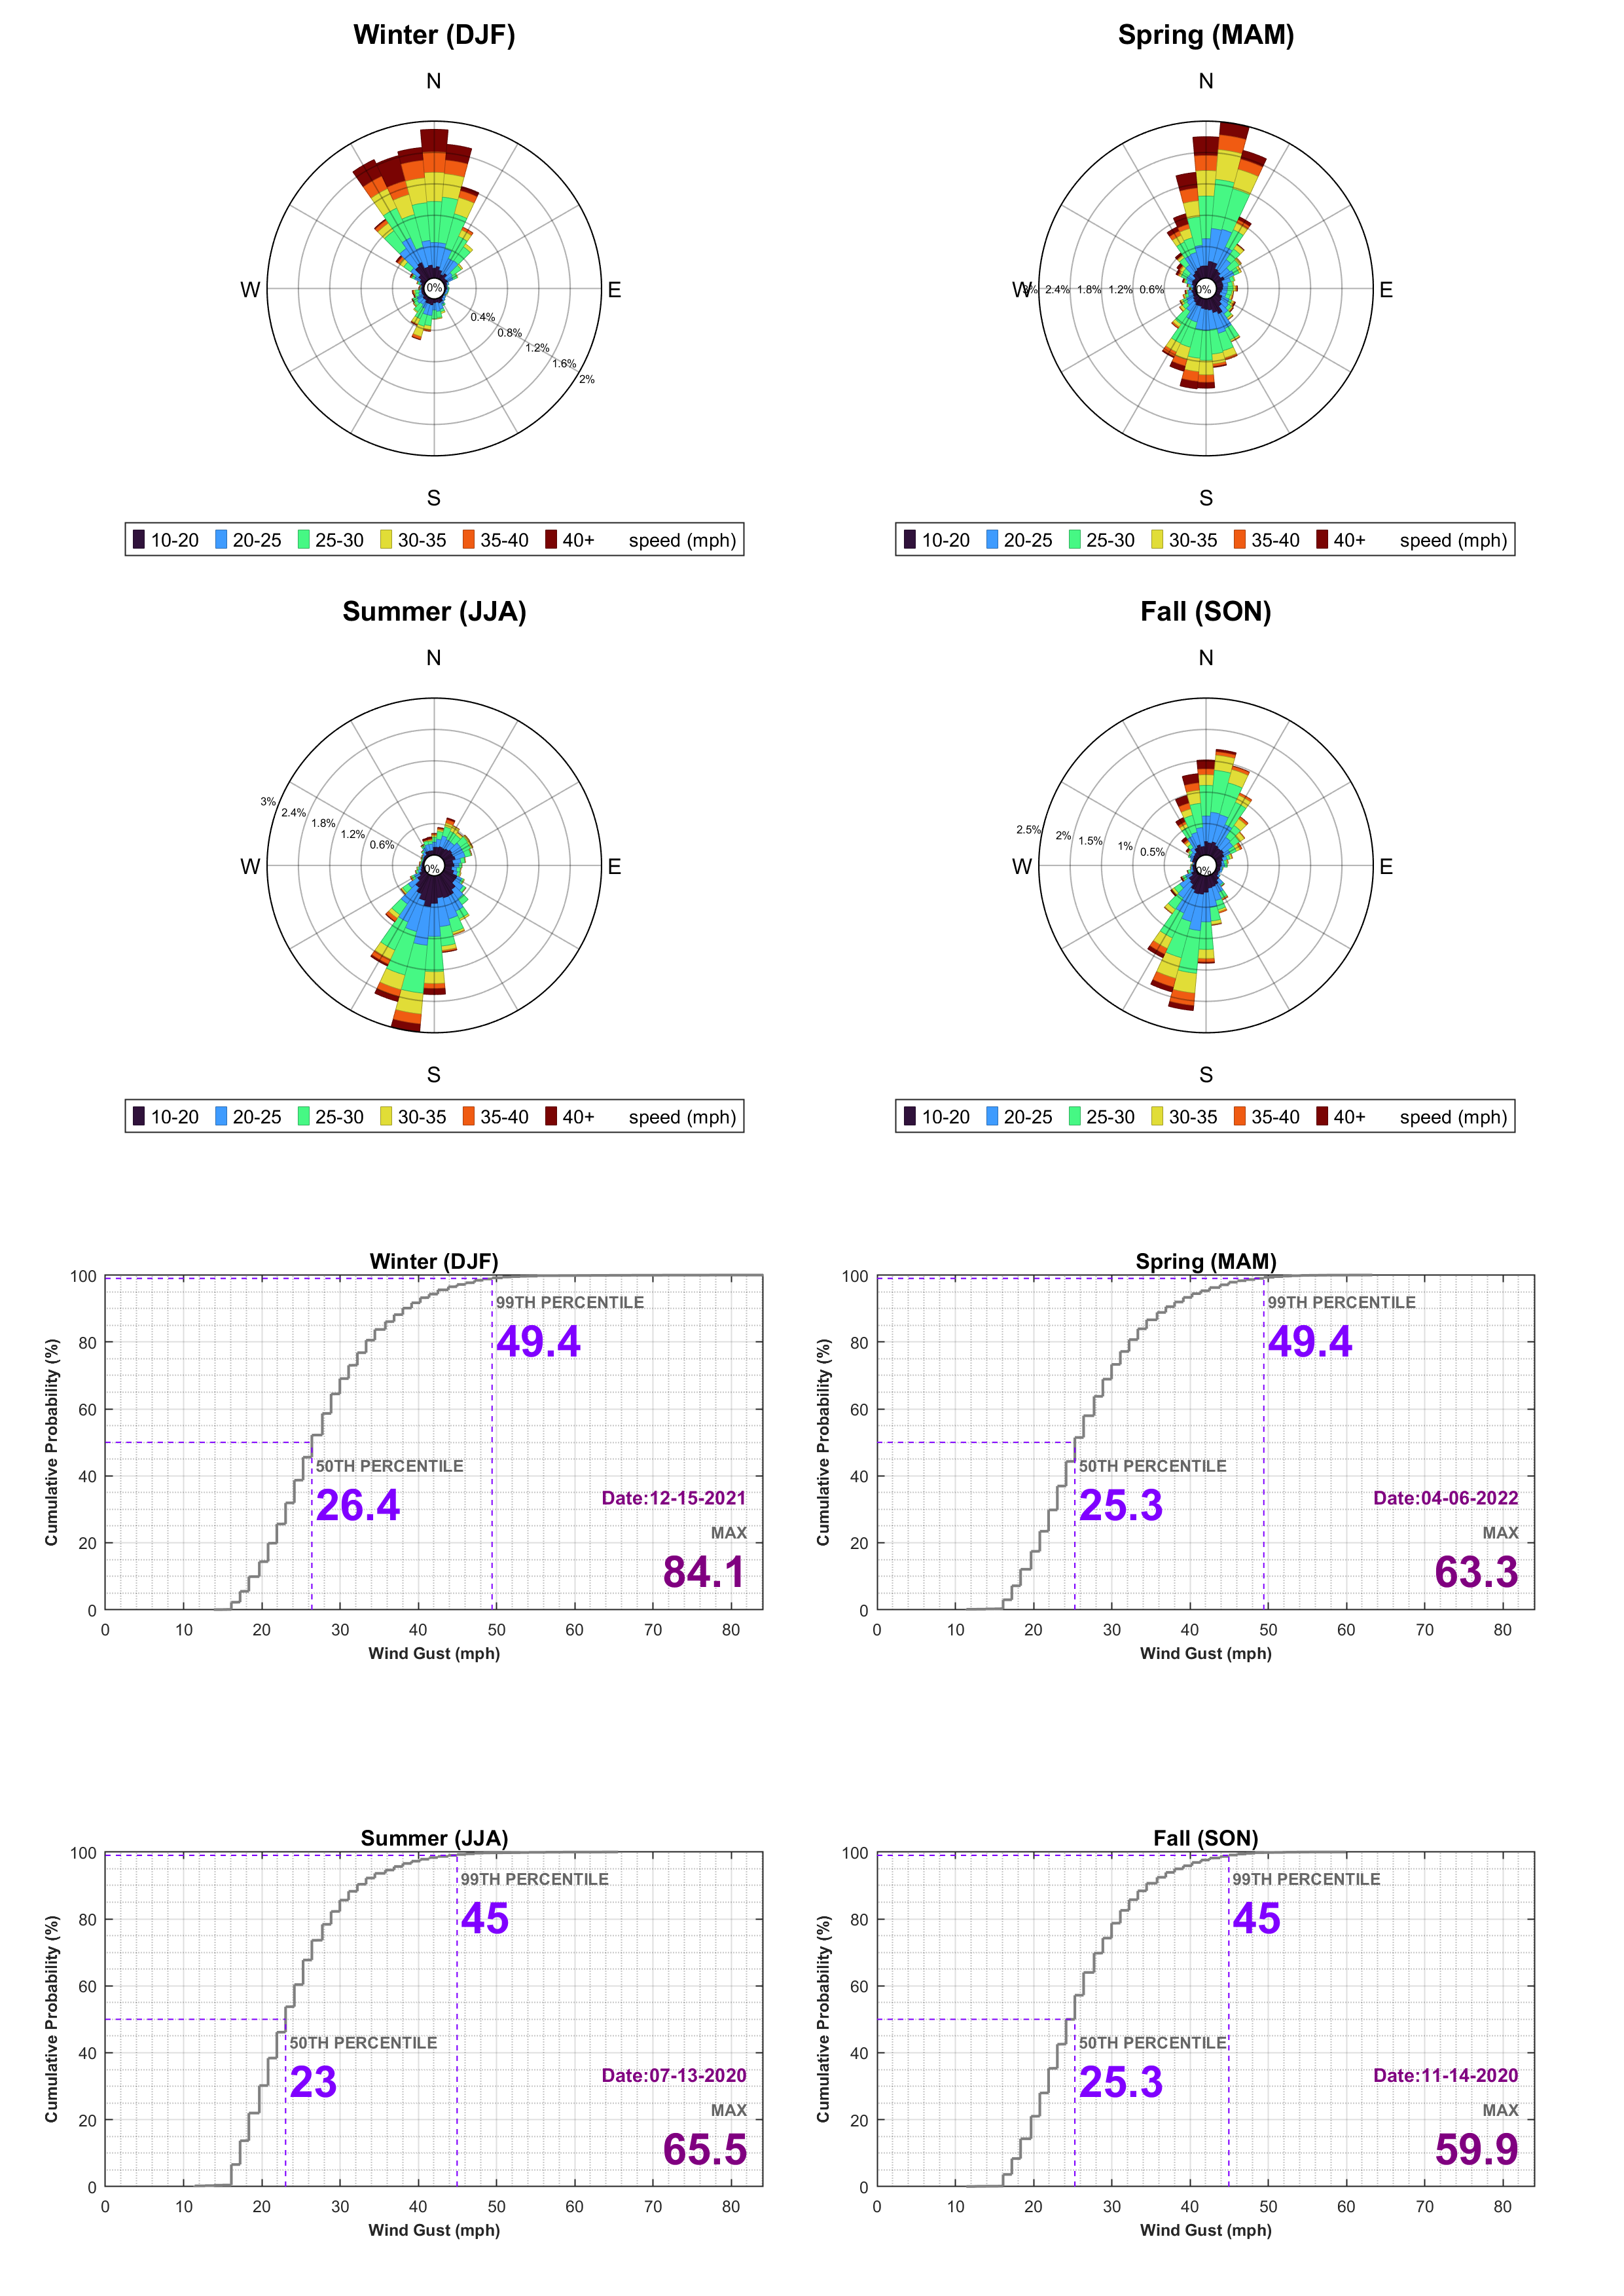 Winter (DJF)
N
W
E
0%
0.4%
0.8%
1.2%
1.6%
2%
S
10-20 20-25 25-30 30-35 35-40 40+ speed (mph)
Spring (MAM)
N
W 3% 2.4% 1.8% 1.2% 0.6% 0% E
S
10-20 20-25 25-30 30-35 35-40 40+ speed (mph)
Summer (JJA)
N
3%
2.4%
1.8%
1.2%
0.6%
0%
W
E
S
10-20 20-25 25-30 30-35 35-40 40+ speed (mph)
Fall (SON)
N
2.5%
2%
1.5%
1%
0.5%
0%
W
E
S
10-20 20-25 25-30 30-35 35-40 40+ speed (mph)
Winter (DJF)
Cumulative Probability (%)
100
80
60
40
20
0
99TH PERCENTILE
49.4
50TH PERCENTILE
26.4
Date:12-15-2021
MAX
84.1
0 10 20 30 40 50 60 70 80
Wind Gust (mph)
Spring (MAM)
Cumulative Probability (%)
100
80
60
40
20
0
99TH PERCENTILE
49.4
50TH PERCENTILE
25.3
Date:04-06-2022
MAX
63.3
0 10 20 30 40 50 60 70 80
Wind Gust (mph)
Summer (JJA)
Cumulative Probability (%)
100
80
60
40
20
0
99TH PERCENTILE
45
50TH PERCENTILE
23
Date:07-13-2020
MAX
65.5
0 10 20 30 40 50 60 70 80
Wind Gust (mph)
Fall (SON)
Cumulative Probability (%)
100
80
60
40
20
0
99TH PERCENTILE
45
50TH PERCENTILE
25.3
Date:11-14-2020
MAX
59.9
0 10 20 30 40 50 60 70 80
Wind Gust (mph)